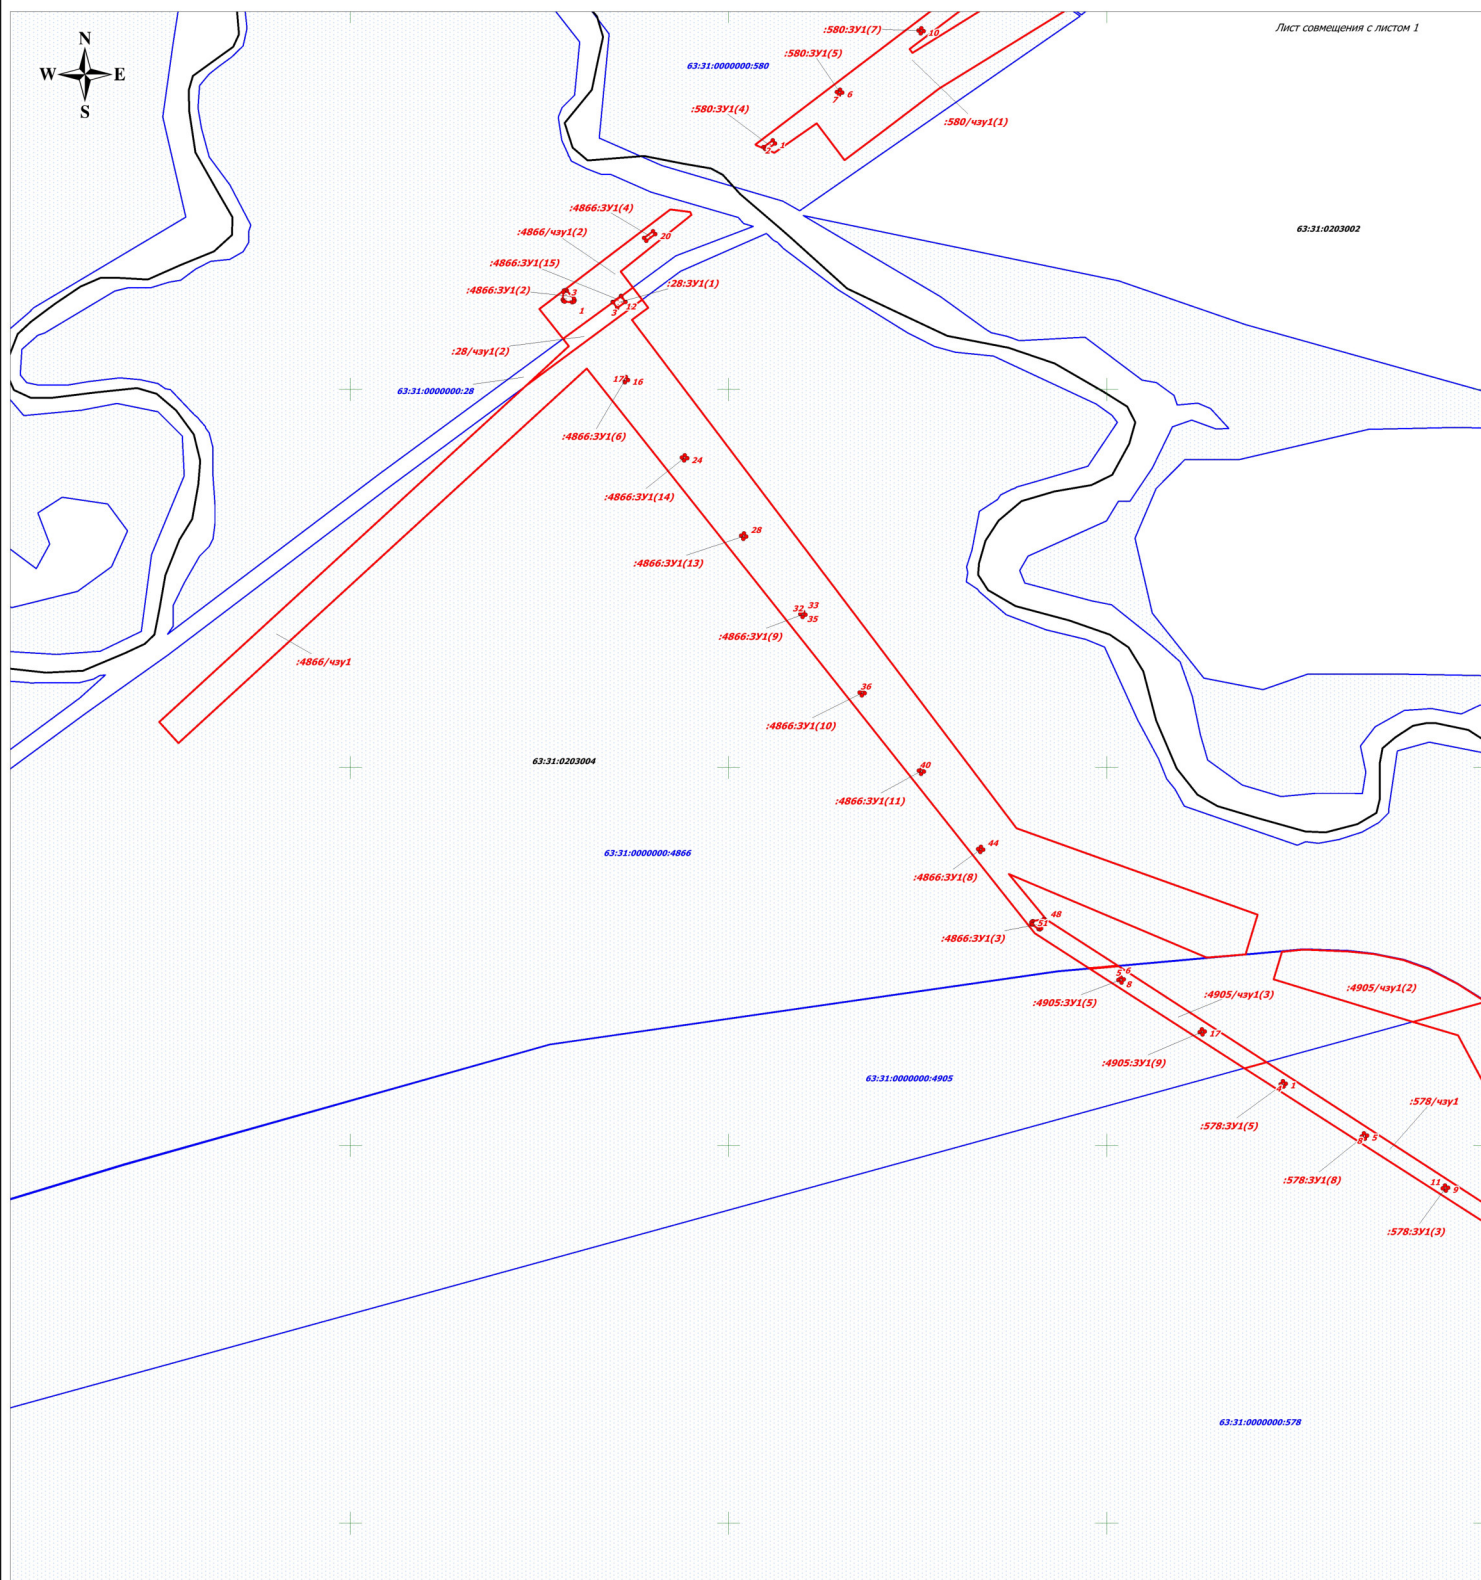 Лист совмещения с листом 1
N
W E
S
:580:ЗУ1(7)
10
:580:ЗУ1(5)
63:31:0000000:580
7 6
:580:ЗУ1(4)
:580/чзу1(1)
2 1
:4866:ЗУ1(4)
:4866/чзу1(2)
20
63:31:0203002
:4866:ЗУ1(15)
:4866:ЗУ1(2)
3
:28:ЗУ1(1)
1
3
12
:28/чзу1(2)
63:31:0000000:28
17 16
:4866:ЗУ1(6)
24
:4866:ЗУ1(14)
28
:4866:ЗУ1(13)
32 33
35
:4866:ЗУ1(9)
:4866/чзу1
36
:4866:ЗУ1(10)
63:31:0203004
40
:4866:ЗУ1(11)
44
63:31:0000000:4866
:4866:ЗУ1(8)
48
51
:4866:ЗУ1(3)
5 6
8
:4905:ЗУ1(5)
:4905/чзу1(2)
:4905/чзу1(3)
17
:4905:ЗУ1(9)
63:31:0000000:4905
4 1
:578/чзу1
:578:ЗУ1(5)
8 5
:578:ЗУ1(8)
11 9
:578:ЗУ1(3)
63:31:0000000:578